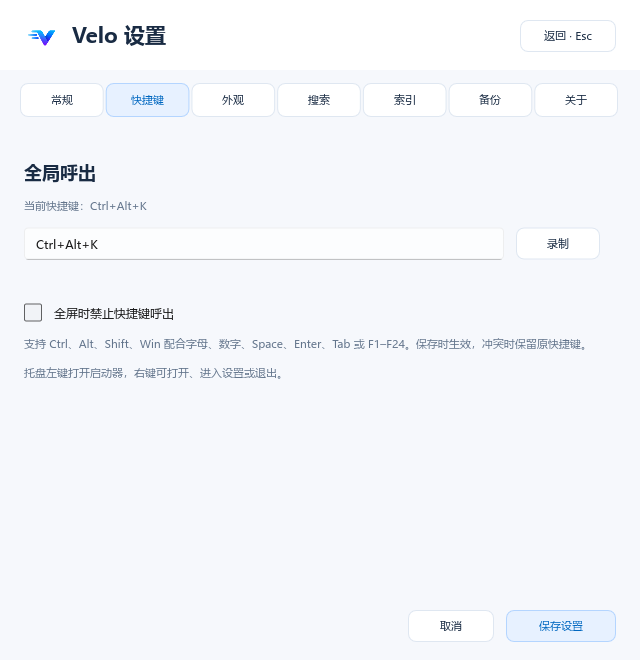 Velo 设置
返回 · Esc
常规
快捷键
外观
搜索
索引
备份
关于
全局呼出
当前快捷键：Ctrl+Alt+K
Ctrl+Alt+K
录制
全屏时禁止快捷键呼出
支持 Ctrl、Alt、Shift、Win 配合字母、数字、Space、Enter、Tab 或 F1–F24。保存时生效，冲突时保留原快捷键。
托盘左键打开启动器，右键可打开、进入设置或退出。
取消
保存设置